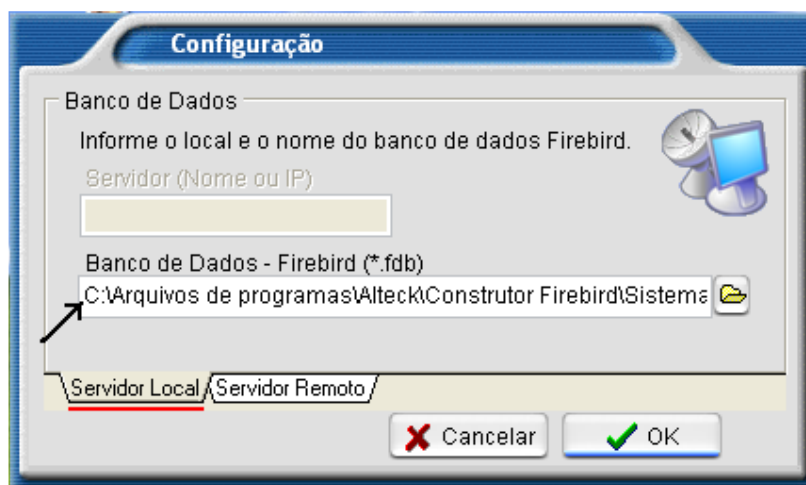 Configuração
Banco de Dados
Informe o local e o nome do banco de dados Firebird.
Servidor (Nome ou IP)
Banco de Dados - Firebird (*.fdb)
C:\Arquivos de programas\Alteck\Construtor Firebird\Sistema
Servidor Local Servidor Remoto
Cancelar OK